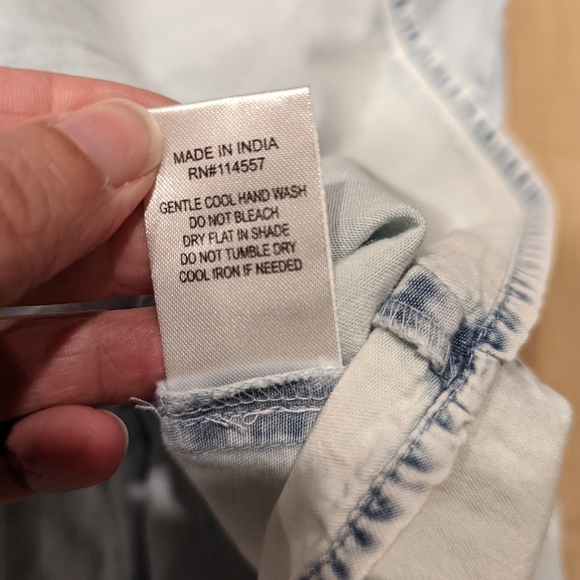 MADE IN INDIA
RN#114557
GENTLE COOL HAND WASH
DO NOT BLEACH
DRY FLAT IN SHADE
DO NOT TUMBLE DRY
COOL IRON IF NEEDED